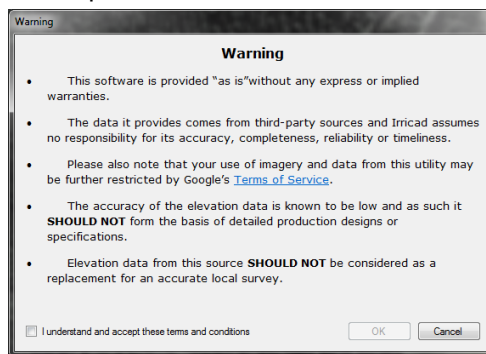 Warning
Warning
• This software is provided "as is"without any express or implied
warranties.
• The data it provides comes from third-party sources and Irricad assumes
no responsibility for its accuracy, completeness, reliability or timeliness.
• Please also note that your use of imagery and data from this utility may
be further restricted by Google's Terms of Service.
• The accuracy of the elevation data is known to be low and as such it
SHOULD NOT form the basis of detailed production designs or
specifications.
• Elevation data from this source SHOULD NOT be considered as a
replacement for an accurate local survey.
I understand and accept these terms and conditions OK Cancel